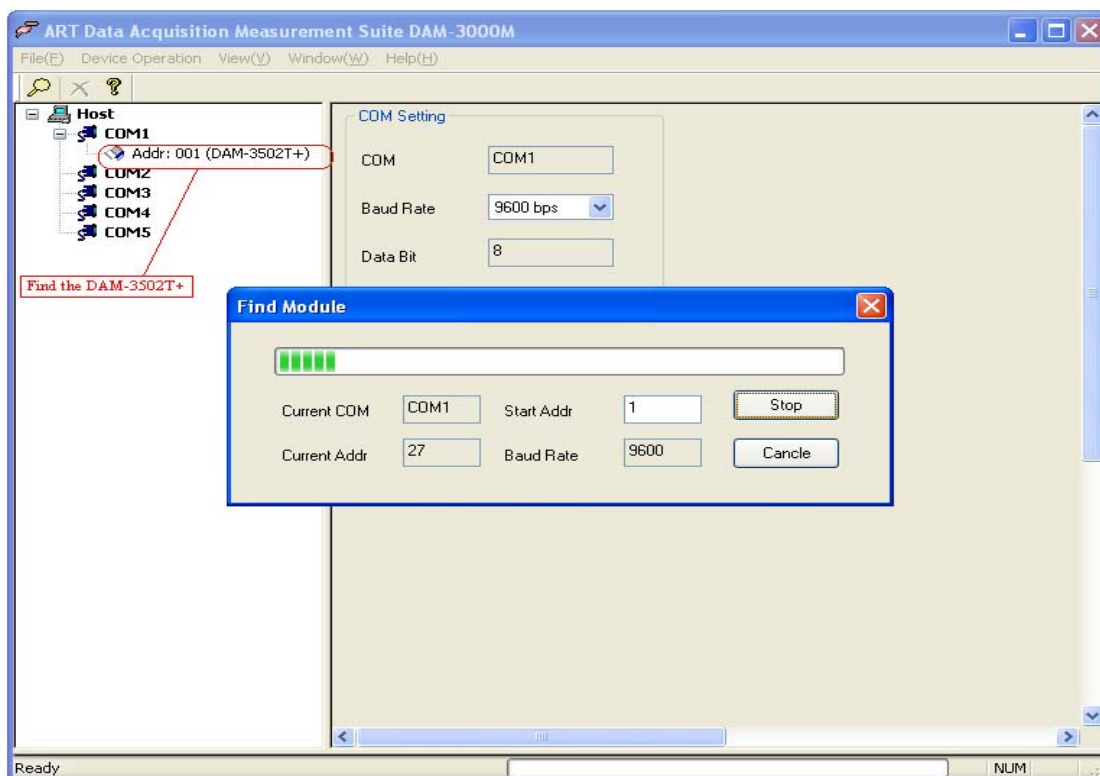 ART Data Acquisition Measurement Suite DAM-3000M
File(F) Device Operation View(V) Window(W) Help(H)
Host
COM1
Addr: 001 (DAM-3502T+)
COM2
COM3
COM4
COM5
Find the DAM-3502T+
COM Setting
COM COM1
Baud Rate 9600 bps
Data Bit 8
Find Module
Current COM COM1 Start Addr 1 Stop
Current Addr 27 Baud Rate 9600 Cancle
Ready NUM